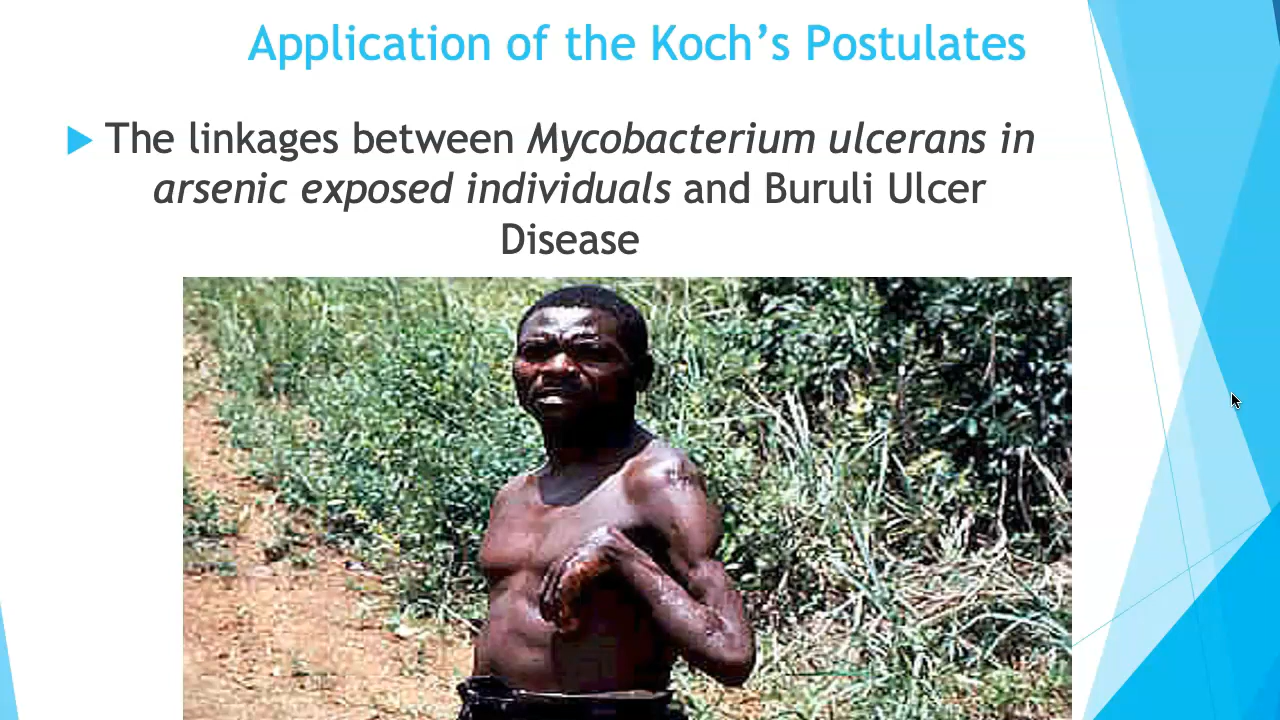 Application of the Koch’s Postulates
The linkages between Mycobacterium ulcerans in
arsenic exposed individuals and Buruli Ulcer
Disease